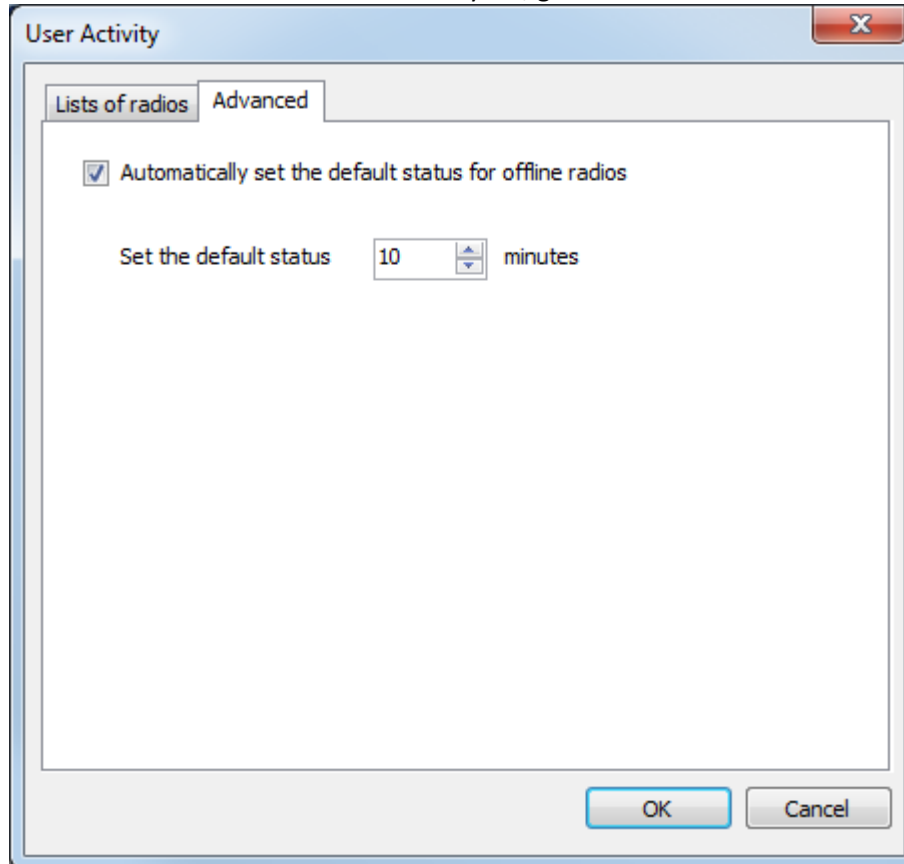 User Activity
Lists of radios Advanced
Automatically set the default status for offline radios
Set the default status 10 minutes
OK Cancel